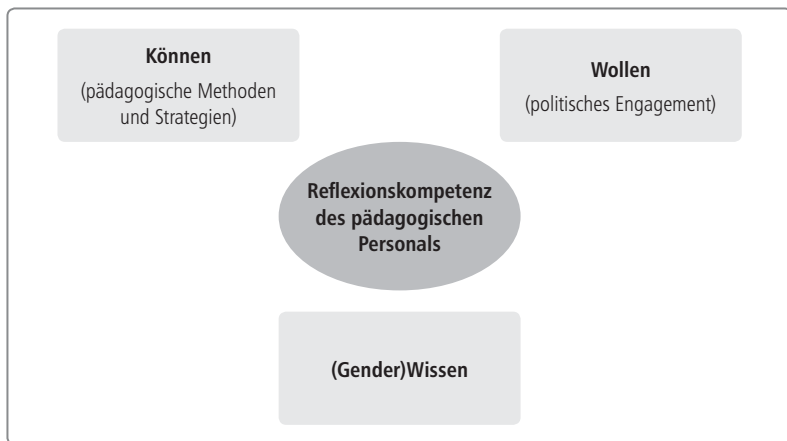 Können
(pädagogische Methoden
und Strategien)
Wollen
(politisches Engagement)
Reflexionskompetenz
des pädagogischen
Personals
(Gender)Wissen